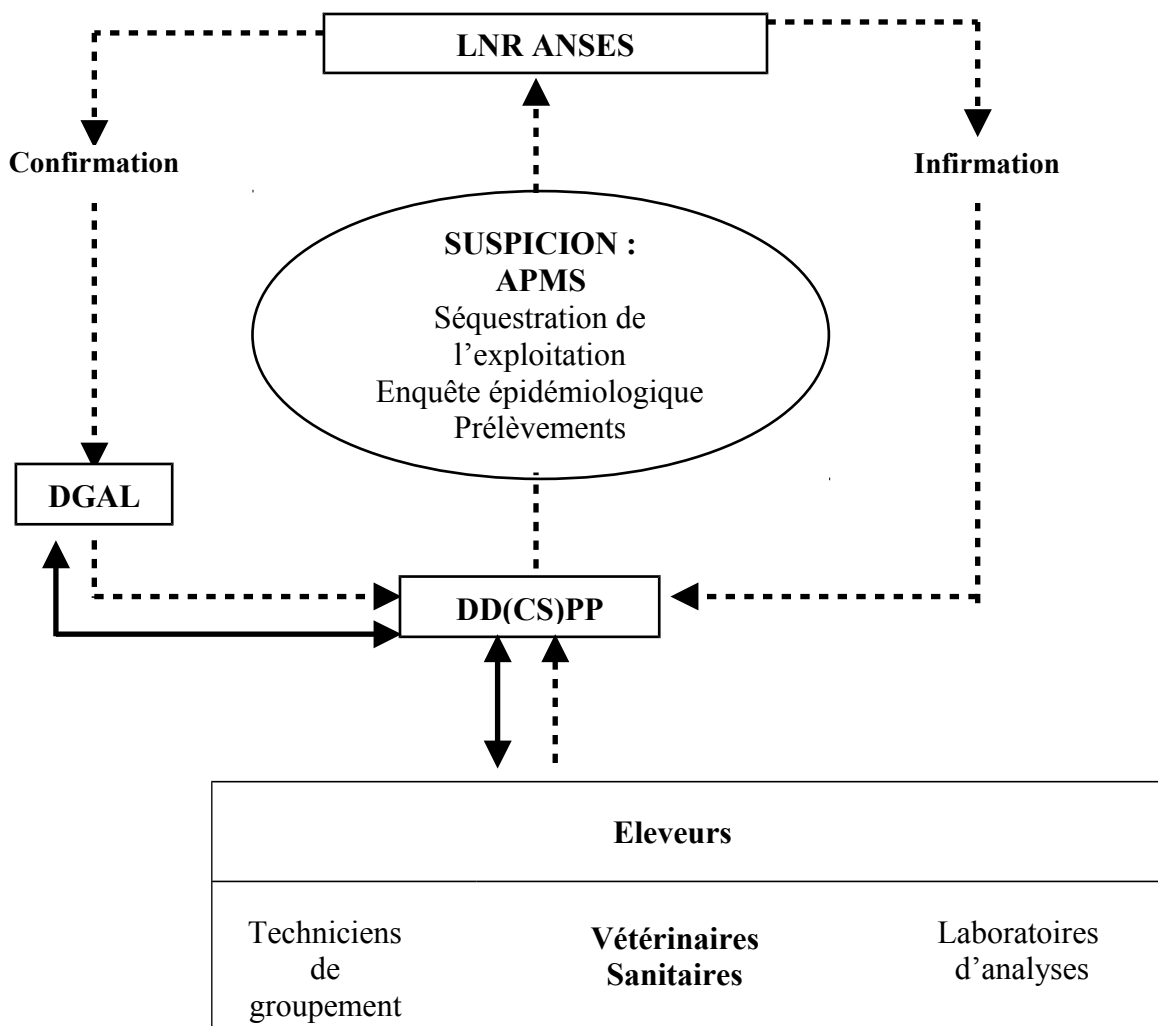 LNR ANSES
Confirmation
Infirmation
SUSPICION :
APMS
Séquestration de
l’exploitation
Enquête épidémiologique
Prélèvements
DGAL
DD(CS)PP
Eleveurs
Techniciens
de
groupement
Vétérinaires
Sanitaires
Laboratoires
d’analyses